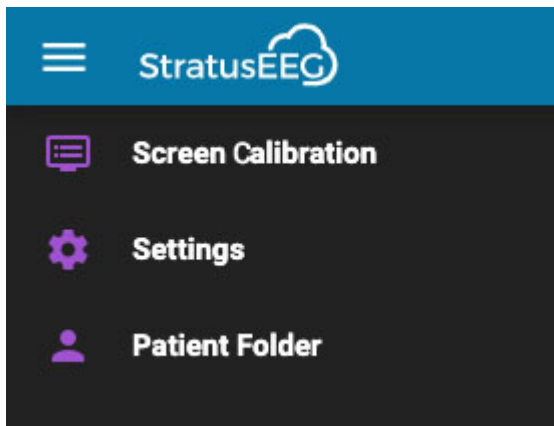 StratusEEG
Screen Calibration
Settings
Patient Folder